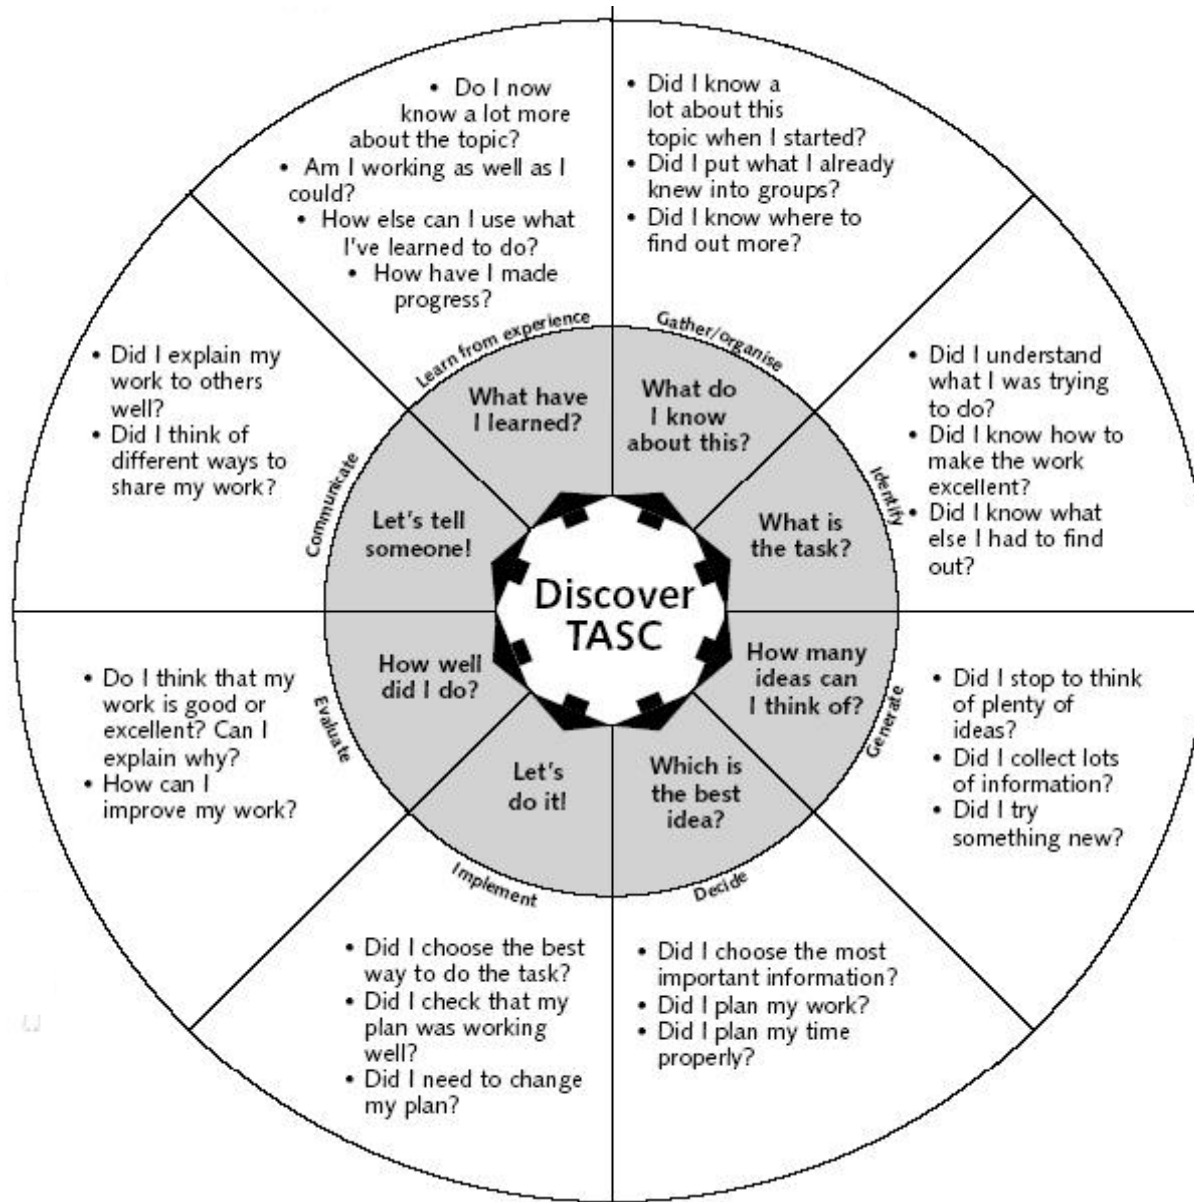 Discover
TASC
Gather/organise
What do
I know
about this?
• Did I know a
lot about this
topic when I started?
• Did I put what I already
knew into groups?
• Did I know where to
find out more?
Identify
What is
the task?
• Did I understand
what I was trying
to do?
• Did I know how to
make the work
excellent?
• Did I know what
else I had to find
out?
Generate
How many
ideas can
I think of?
• Did I stop to think
of plenty of
ideas?
• Did I collect lots
of information?
• Did I try
something new?
Decide
Which is
the best
idea?
• Did I choose the most
important information?
• Did I plan my work?
• Did I plan my time
properly?
Implement
Let's
do it!
• Did I choose the best
way to do the task?
• Did I check that my
plan was working
well?
• Did I need to change
my plan?
Evaluate
How well
did I do?
• Do I think that my
work is good or
excellent? Can I
explain why?
• How can I
improve my work?
Communicate
Let's tell
someone!
• Did I explain my
work to others
well?
• Did I think of
different ways to
share my work?
Learn from experience
What have
I learned?
• Do I now
know a lot more
about the topic?
• Am I working as well as I
could?
• How else can I use what
I've learned to do?
• How have I made
progress?